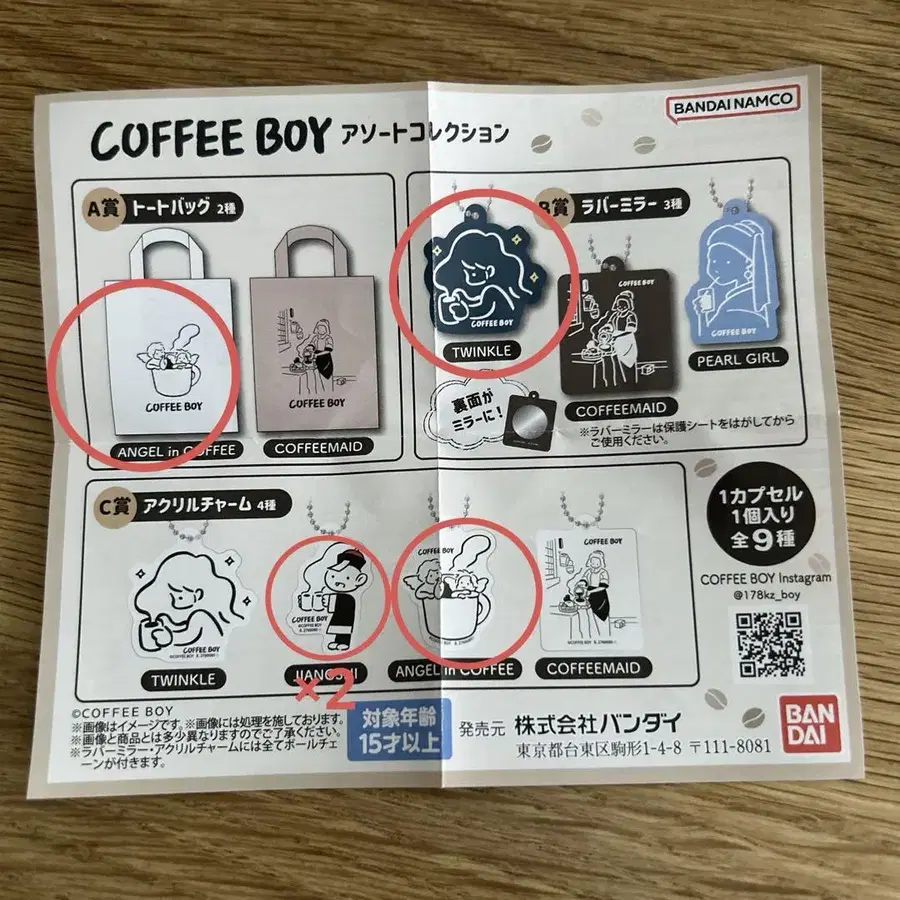 COFFEE BOY アソートコレクション
BANDAI NAMCO
A賞 トートバッグ 2種
COFFEE BOY
COFFEE BOY
ANGEL in COFFEE
COFFEEMAID
B賞 ラバーミラー 3種
COFFEE BOY
TWINKLE
COFFEE BOY
COFFEEMAID
COFFEE BOY
PEARL GIRL
裏面が
ミラーに!
※ラバーミラーは保護シートをはがしてから
ご使用ください。
C賞 アクリルチャーム 4種
COFFEE BOY
TWINKLE
COFFEE BOY
×2
COFFEE BOY
ANGEL in COFFEE
COFFEE BOY
COFFEEMAID
1カプセル
1個入り
全9種
COFFEE BOY Instagram
@178kz_boy
©COFFEE BOY
※画像はイメージです。※画像には処理を施しております。
※画像と商品とは多少異なりますのでご了承ください。
※ラバーミラー・アクリルチャームには全てボールチェ
ーンが付きます。
対象年齢
15才以上
発売元 株式会社バンダイ
東京都台東区駒形1-4-8 〒111-8081
BAN
DAI